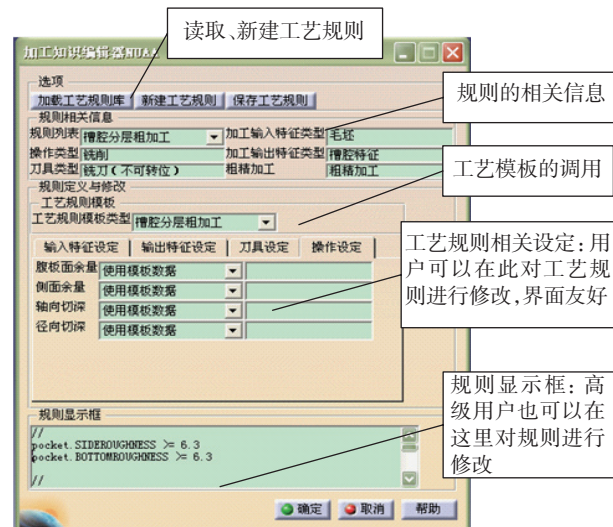 读取、新建工艺规则
加工知识编辑器NUAA
选项
加载工艺规则库 新建工艺规则 保存工艺规则
规则相关信息
规则列表 槽腔分层粗加工 加工输入特征类型 毛坯
操作类型 铣削 加工输出特征类型 槽腔特征
刀具类型 铣刀(不可转位) 粗精加工 粗精加工
规则定义与修改
工艺规则模板
工艺规则模板类型 槽腔分层粗加工
输入特征设定 输出特征设定 刀具设定 操作设定
腹板面余量 使用模板数据
侧面余量 使用模板数据
轴向切深 使用模板数据
径向切深 使用模板数据
规则显示框
//
pocket.SIDEROUGHNESS >= 6.3
pocket.BOTTOMROUGHNESS >= 6.3
//
确定 取消 帮助
规则的相关信息
工艺模板的调用
工艺规则相关设定:用
户可以在此对工艺规
则进行修改,界面友好
规则显示框:高
级用户也可以在
这里对规则进行
修改